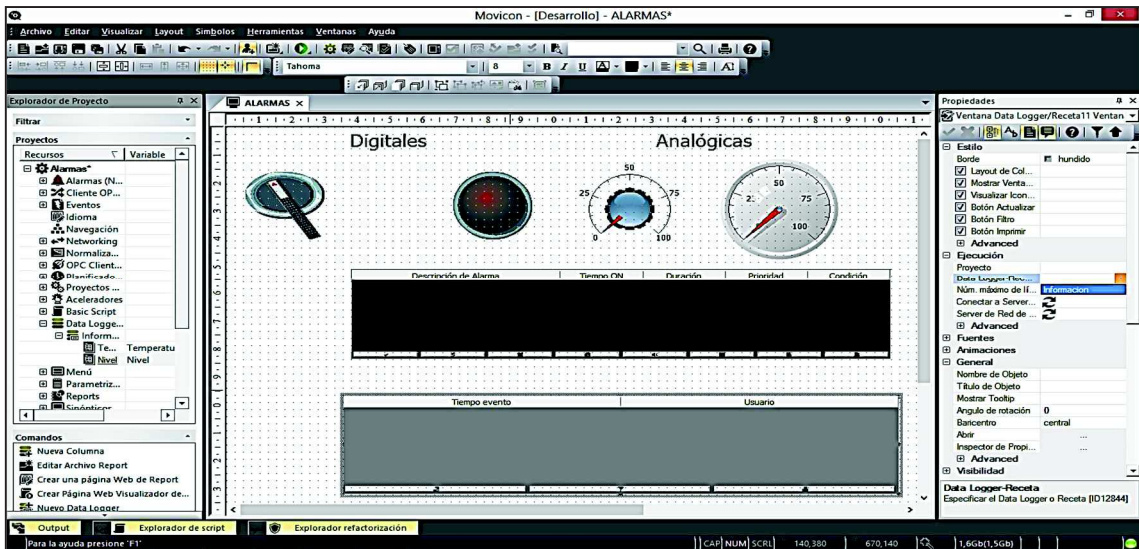 Movicon - [Desarrollo] - ALARMAS*
Archivo Editar Visualizar Layout Simbolos Herramientas Ventanas Ayuda
Tahoma 8 B I U
Explorador de Proyecto
ALARMAS
Filtrar
Proyectos
Recursos Variable
Alarmas*
Alarmas (N...
Cliente OP...
Eventos
Idioma
Navegación
Networking
Normaliza...
OPC Client...
Planificado...
Proyectos ...
Aceleradores
Basic Script
Data Logge...
Inform...
Te... Temperatu
Nivel Nivel
Menú
Parametriz...
Reports
Sinópticos
Comandos
Nueva Columna
Editar Archivo Report
Crear una página Web de Report
Crear Página Web Visualizador de...
Nuevo Data Logger
Digitales
Analógicas
0 25 50 75 100
50 75 100
Descripción de Alarma Tiempo ON Duración Prioridad Condición
Tiempo evento Usuario
Propiedades
Ventana Data Logger/Receta11 Ventan
Estilo
Borde hundido
Layout de Col...
Mostrar Venta...
Visualizar Icon...
Botón Actualizar
Botón Filtro
Botón Imprimir
Advanced
Ejecución
Proyecto
Data Logger-Rec...
Núm. máximo de lí... Informacion
Conectar a Server...
Server de Red de ...
Advanced
Fuentes
Animaciones
General
Nombre de Objeto
Título de Objeto
Mostrar Tooltip
Angulo de rotación 0
Baricentro central
Abrir ...
Inspector de Propi... ...
Advanced
Visibilidad
Data Logger-Receta
Especificar el Data Logger o Receta [ID12844]
Output Explorador de script Explorador refactorización
Para la ayuda presione 'F1'
CAP NUM SCRL 140,380 670,140 1,6Gb(1,5Gb)